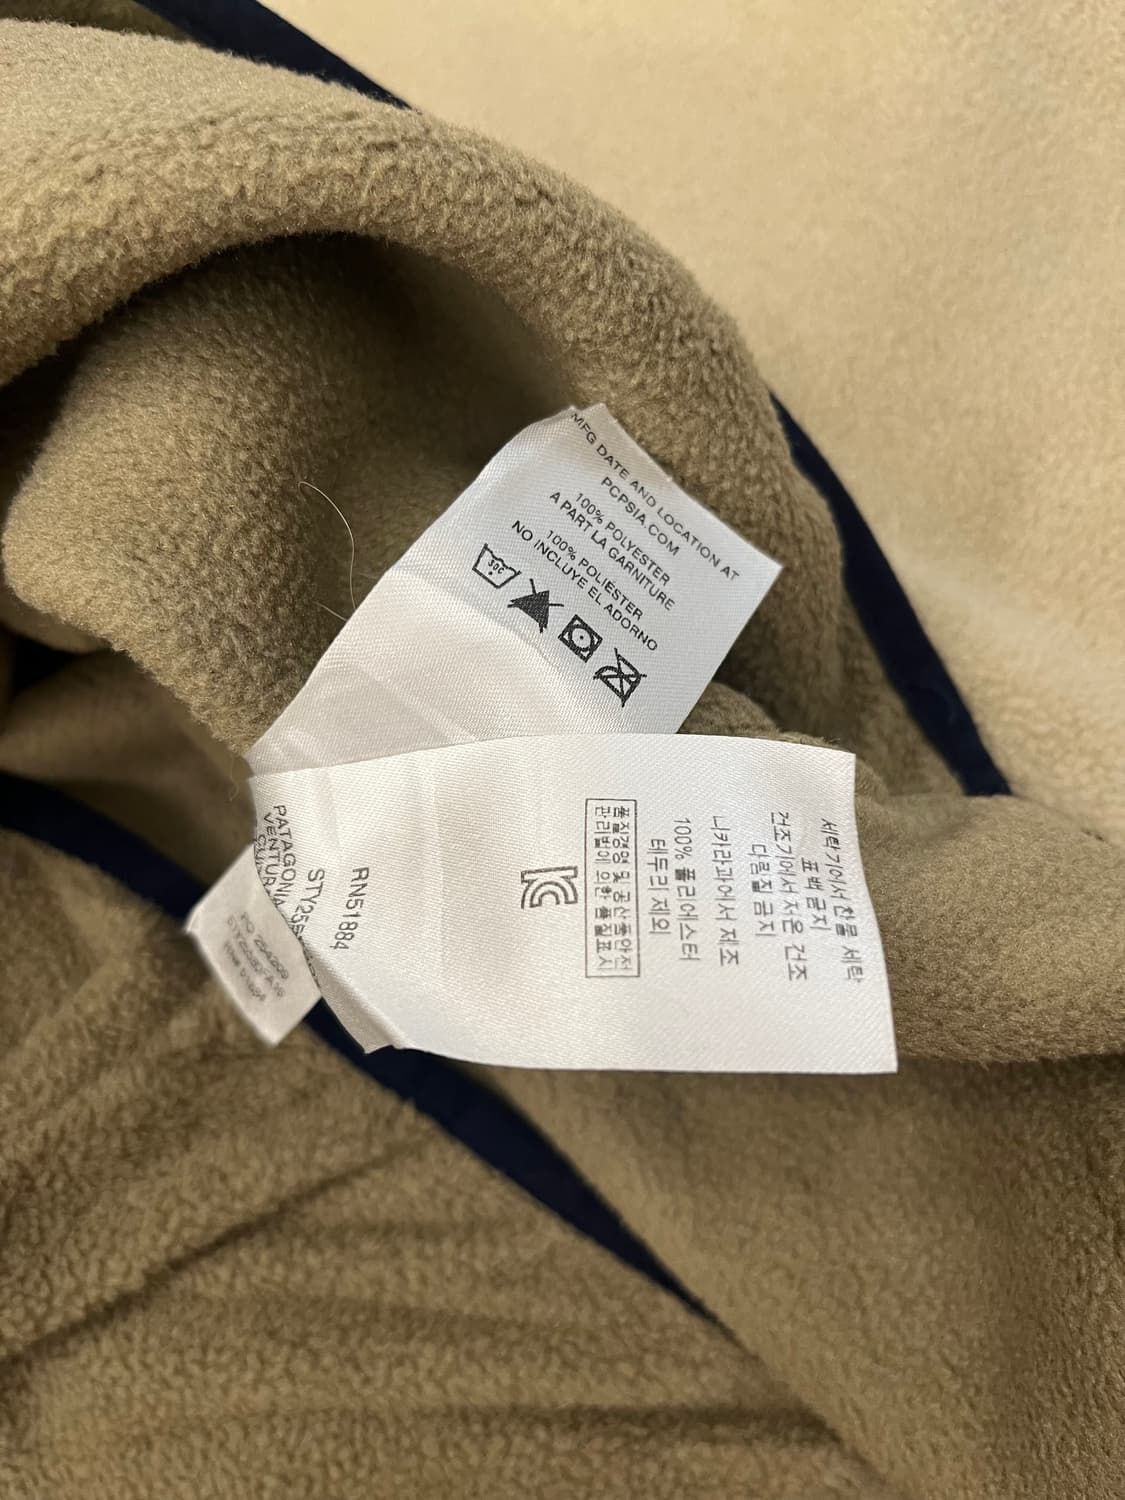 MFG DATE AND LOCATION AT
PCPSIA.COM
100% POLYESTER
A PART LA GARNITURE
100% POLIÉSTER
NO INCLUYE EL ADORNO
30C
세탁기에서 찬물 세탁
표백금지
건조기에서 저온 건조
다림질 금지
니카라과에서 제조
100% 폴리에스터
테두리 제외
품질경영 및 공산품안전
관리법에 의한 품질표시
RN51884
PATAGONIA